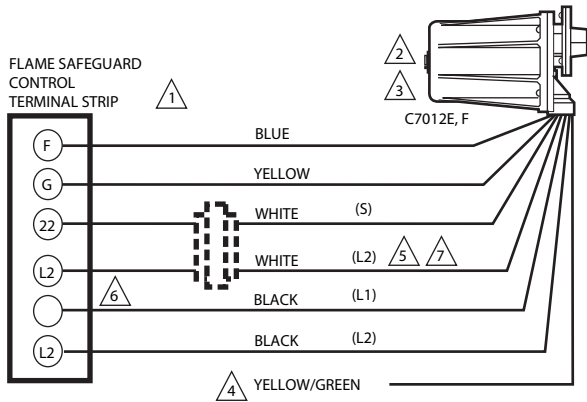 FLAME SAFEGUARD
CONTROL
TERMINAL STRIP
1
2
3
C7012E, F
F BLUE
G YELLOW
22 WHITE (S)
L2 WHITE (L2) 5 7
6
BLACK (L1)
L2 BLACK (L2)
4 YELLOW/GREEN